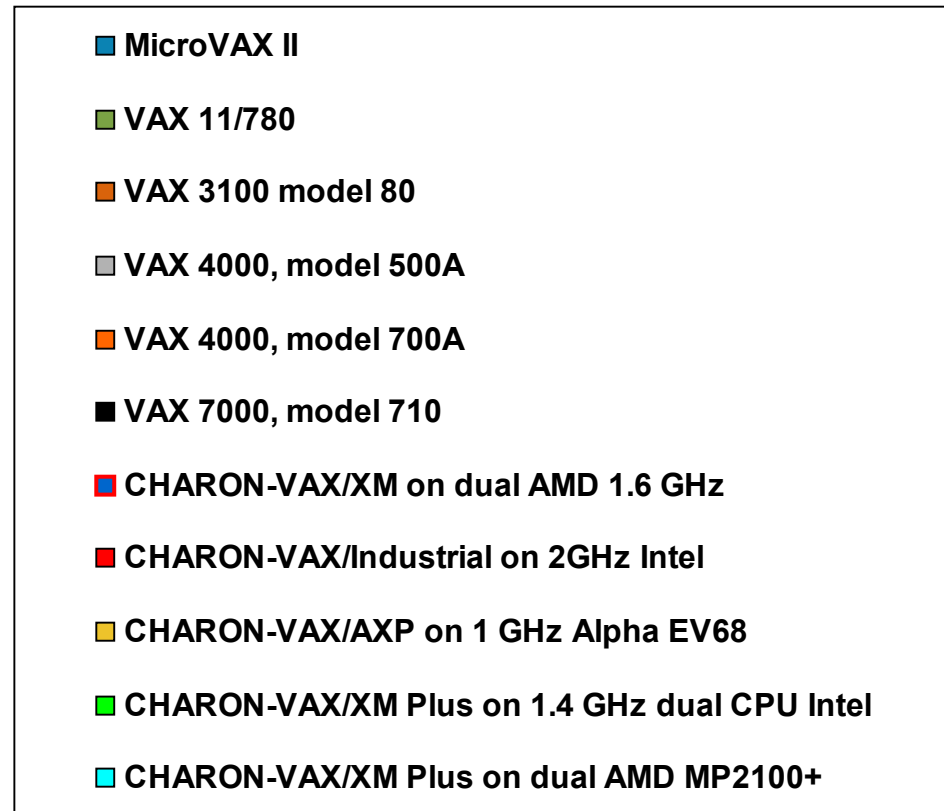 MicroVAX II
VAX 11/780
VAX 3100 model 80
VAX 4000, model 500A
VAX 4000, model 700A
VAX 7000, model 710
CHARON-VAX/XM on dual AMD 1.6 GHz
CHARON-VAX/Industrial on 2GHz Intel
CHARON-VAX/AXP on 1 GHz Alpha EV68
CHARON-VAX/XM Plus on 1.4 GHz dual CPU Intel
CHARON-VAX/XM Plus on dual AMD MP2100+